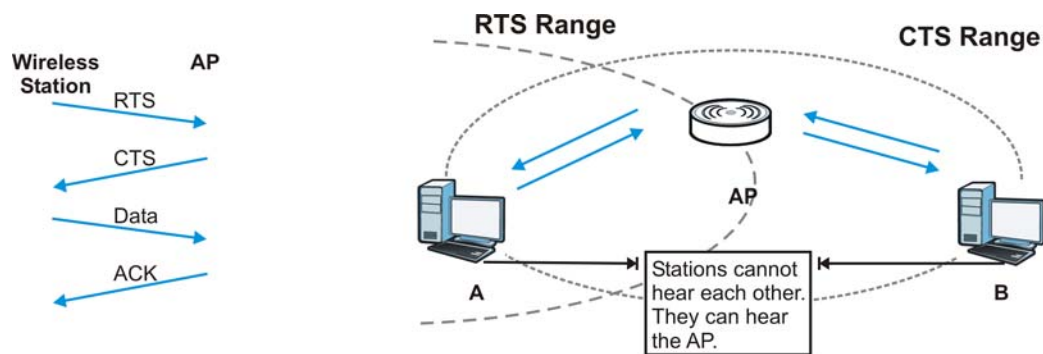 Wireless
Station
AP
RTS
CTS
Data
ACK
RTS Range
CTS Range
AP
A
B
Stations cannot
hear each other.
They can hear
the AP.